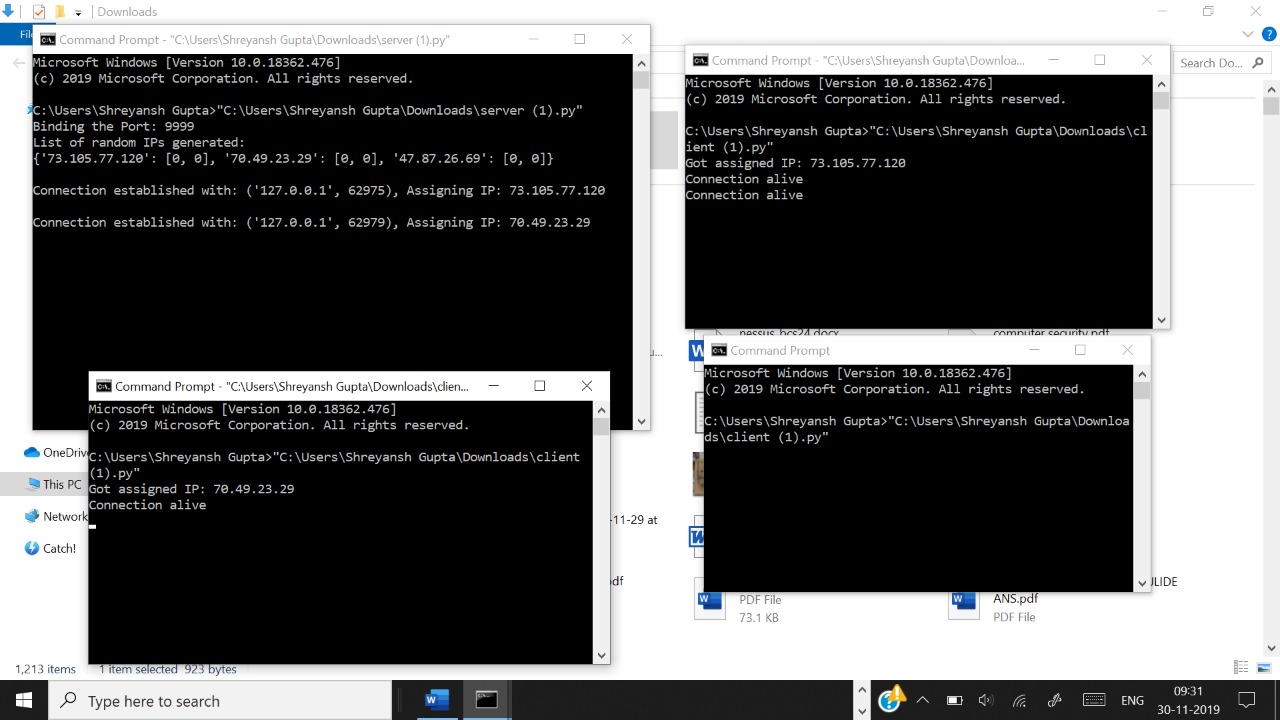 Downloads
Fil
Search Do...
Command Prompt - "C:\Users\Shreyansh Gupta\Downloads\server (1).py"
Microsoft Windows [Version 10.0.18362.476]
(c) 2019 Microsoft Corporation. All rights reserved.
C:\Users\Shreyansh Gupta>"C:\Users\Shreyansh Gupta\Downloads\server (1).py"
Binding the Port: 9999
List of random IPs generated:
{'73.105.77.120': [0, 0], '70.49.23.29': [0, 0], '47.87.26.69': [0, 0]}
Connection established with: ('127.0.0.1', 62975), Assigning IP: 73.105.77.120
Connection established with: ('127.0.0.1', 62979), Assigning IP: 70.49.23.29
Command Prompt - "C:\Users\Shreyansh Gupta\Downloa...
Microsoft Windows [Version 10.0.18362.476]
(c) 2019 Microsoft Corporation. All rights reserved.
C:\Users\Shreyansh Gupta>"C:\Users\Shreyansh Gupta\Downloads\cl
ient (1).py"
Got assigned IP: 73.105.77.120
Connection alive
Connection alive
nessus_bcs24.docx
computer security.pdf
u...
Command Prompt - "C:\Users\Shreyansh Gupta\Downloads\clien...
Microsoft Windows [Version 10.0.18362.476]
(c) 2019 Microsoft Corporation. All rights reserved.
C:\Users\Shreyansh Gupta>"C:\Users\Shreyansh Gupta\Downloads\client
(1).py"
Got assigned IP: 70.49.23.29
Connection alive
Command Prompt
Microsoft Windows [Version 10.0.18362.476]
(c) 2019 Microsoft Corporation. All rights reserved.
C:\Users\Shreyansh Gupta>"C:\Users\Shreyansh Gupta\Downloa
ds\client (1).py"
OneDriv
This PC
Network
Catch!
-11-29 at
pdf
PDF File
73.1 KB
ULIDE
ANS.pdf
PDF File
1,213 items
1 item selected 923 bytes
Type here to search
ENG
09:31
30-11-2019